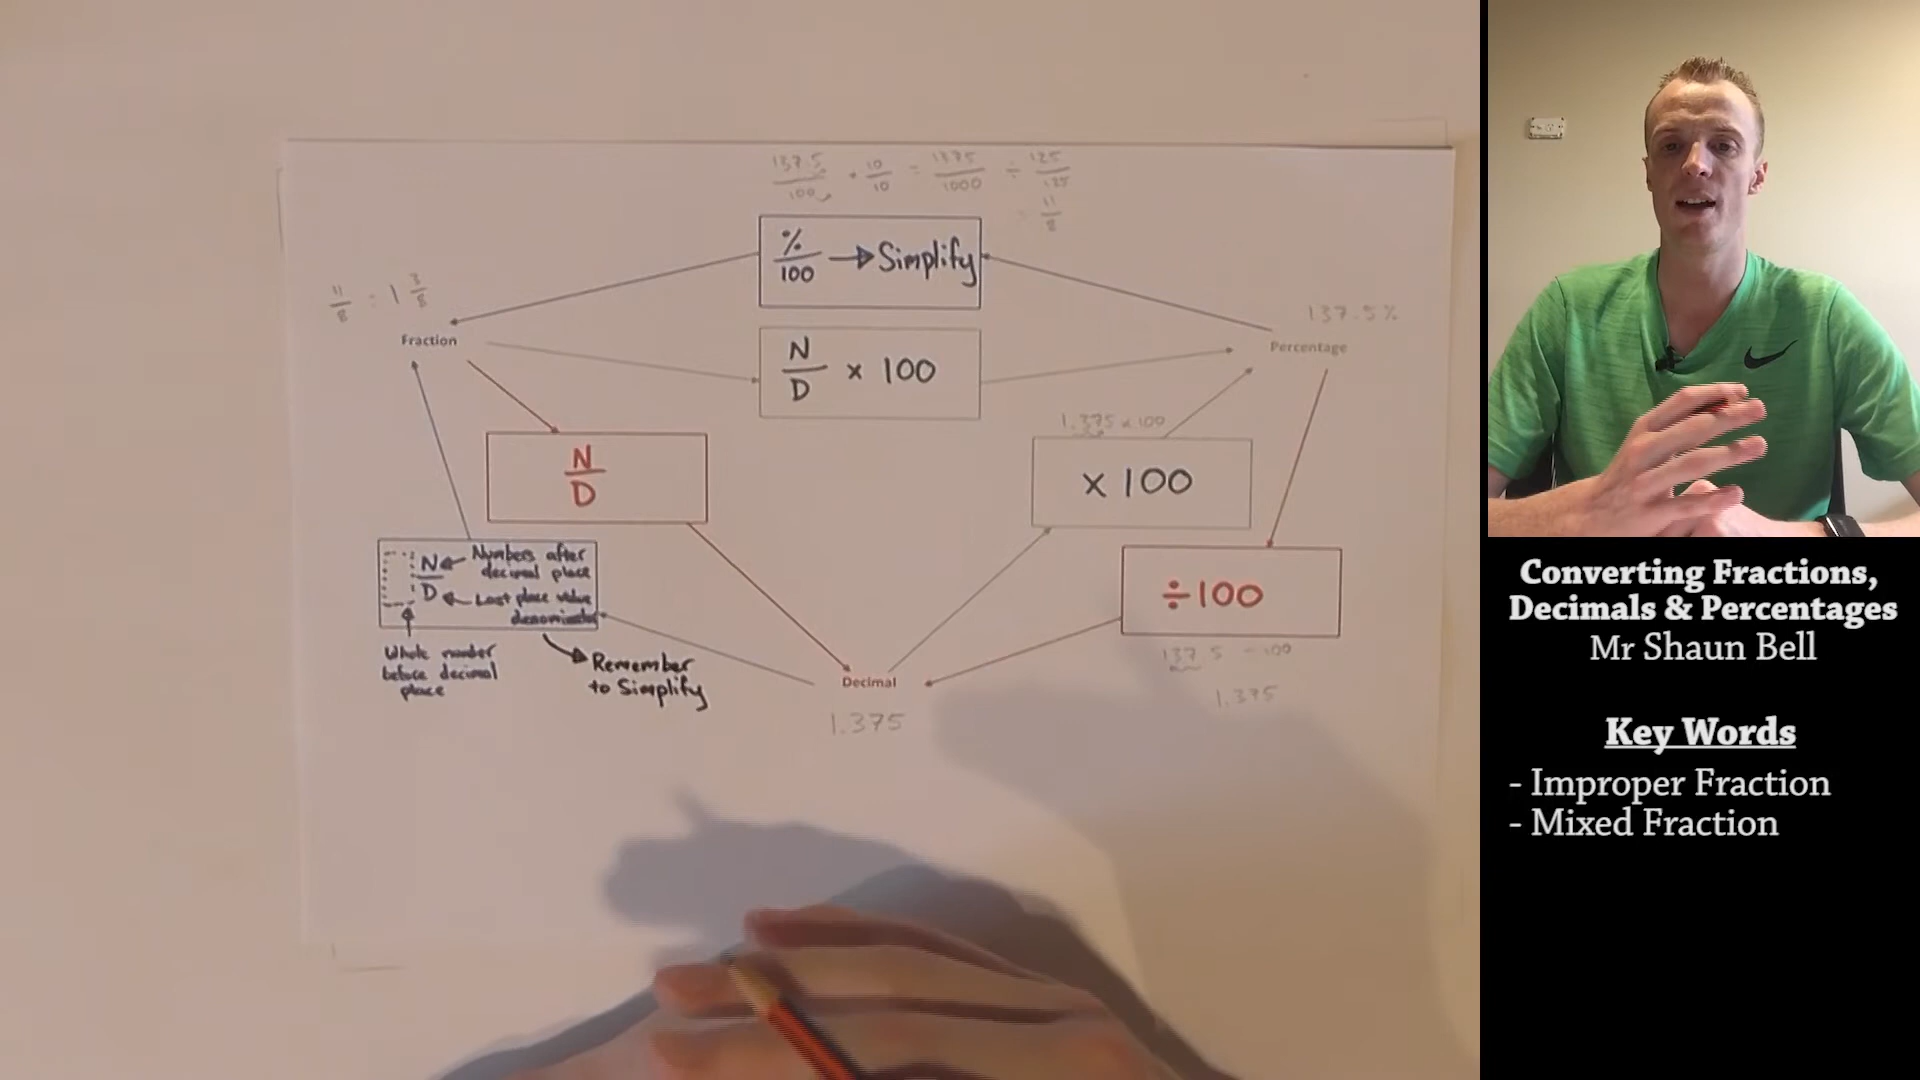 137.5/100 × 10/10 = 1375/1000 ÷ 125/125
= 11/8
%/100 → Simplify
11/8 = 1 3/8
Fraction
137.5%
Percentage
N/D × 100
N/D
1.375 × 100
× 100
N ← Numbers after
decimal place
D ← Last place value
denominator
÷100
Whole number
before decimal
place
Remember
to Simplify
137.5 ÷ 100
1.375
Decimal
1.375
Converting Fractions,
Decimals & Percentages
Mr Shaun Bell
Key Words
- Improper Fraction
- Mixed Fraction